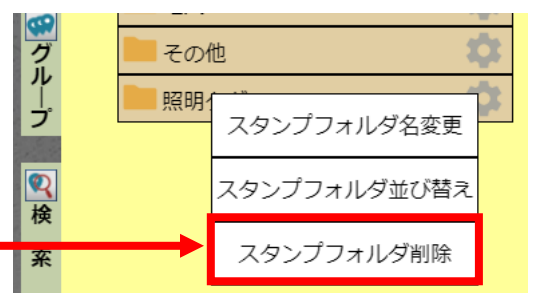 グループ
その他
照明
スタンプフォルダ名変更
スタンプフォルダ並び替え
スタンプフォルダ削除
検索